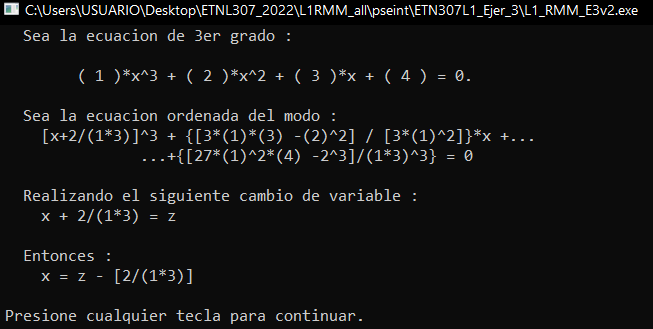 C:\Users\USUARIO\Desktop\ETNL307_2022\L1RMM_all\pseint\ETN307L1_Ejer_3\L1_RMM_E3v2.exe
Sea la ecuacion de 3er grado :
( 1 )*x^3 + ( 2 )*x^2 + ( 3 )*x + ( 4 ) = 0.
Sea la ecuacion ordenada del modo :
[x+2/(1*3)]^3 + {[3*(1)*(3) -(2)^2] / [3*(1)^2]}*x +...
...+{[27*(1)^2*(4) -2^3]/(1*3)^3} = 0
Realizando el siguiente cambio de variable :
x + 2/(1*3) = z
Entonces :
x = z - [2/(1*3)]
Presione cualquier tecla para continuar.